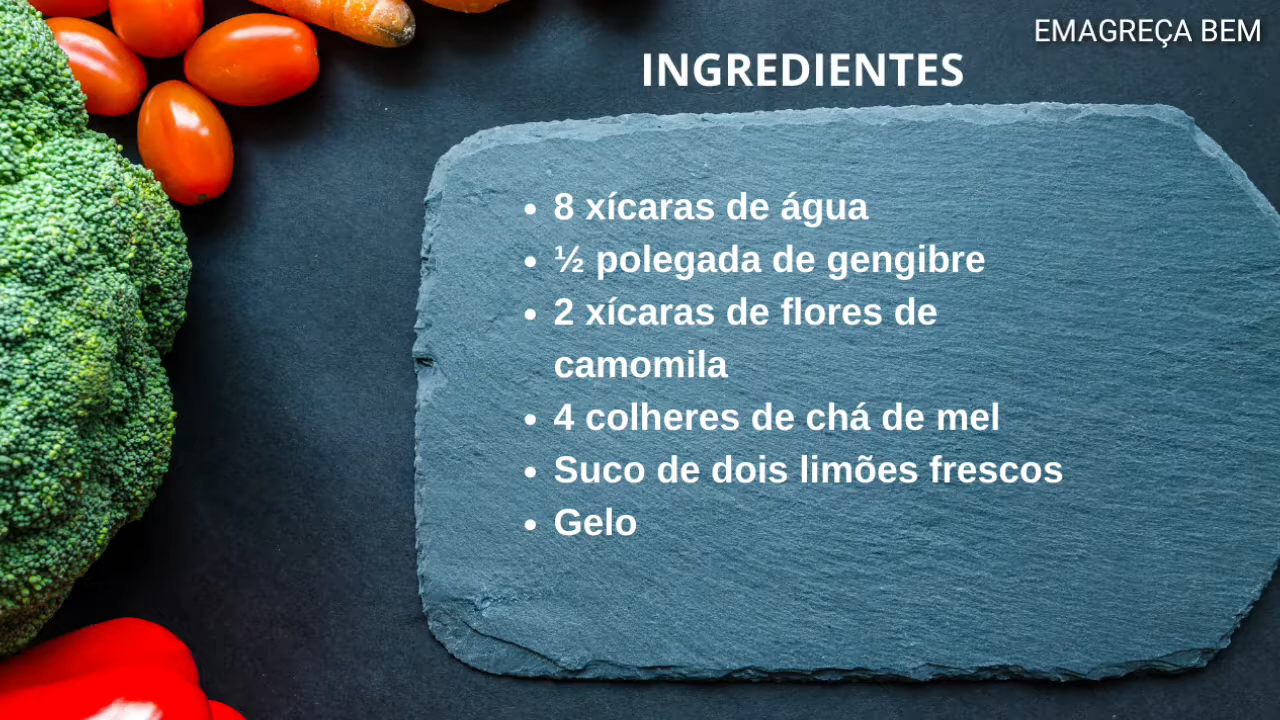 EMAGREÇA BEM
INGREDIENTES
• 8 xícaras de água
• ½ polegada de gengibre
• 2 xícaras de flores de
camomila
• 4 colheres de chá de mel
• Suco de dois limões frescos
• Gelo